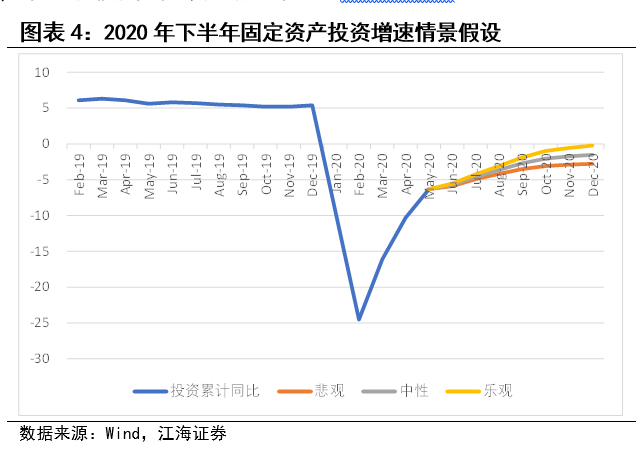 图表 4：2020 年下半年固定资产投资增速情景假设
10
5
0
-5
-10
-15
-20
-25
-30
Feb-19
Mar-19
Apr-19
May-19
Jun-19
Jul-19
Aug-19
Sep-19
Oct-19
Nov-19
Dec-19
Jan-20
Feb-20
Mar-20
Apr-20
May-20
Jun-20
Jul-20
Aug-20
Sep-20
Oct-20
Nov-20
Dec-20
投资累计同比 悲观 中性 乐观
数据来源：Wind，江海证券